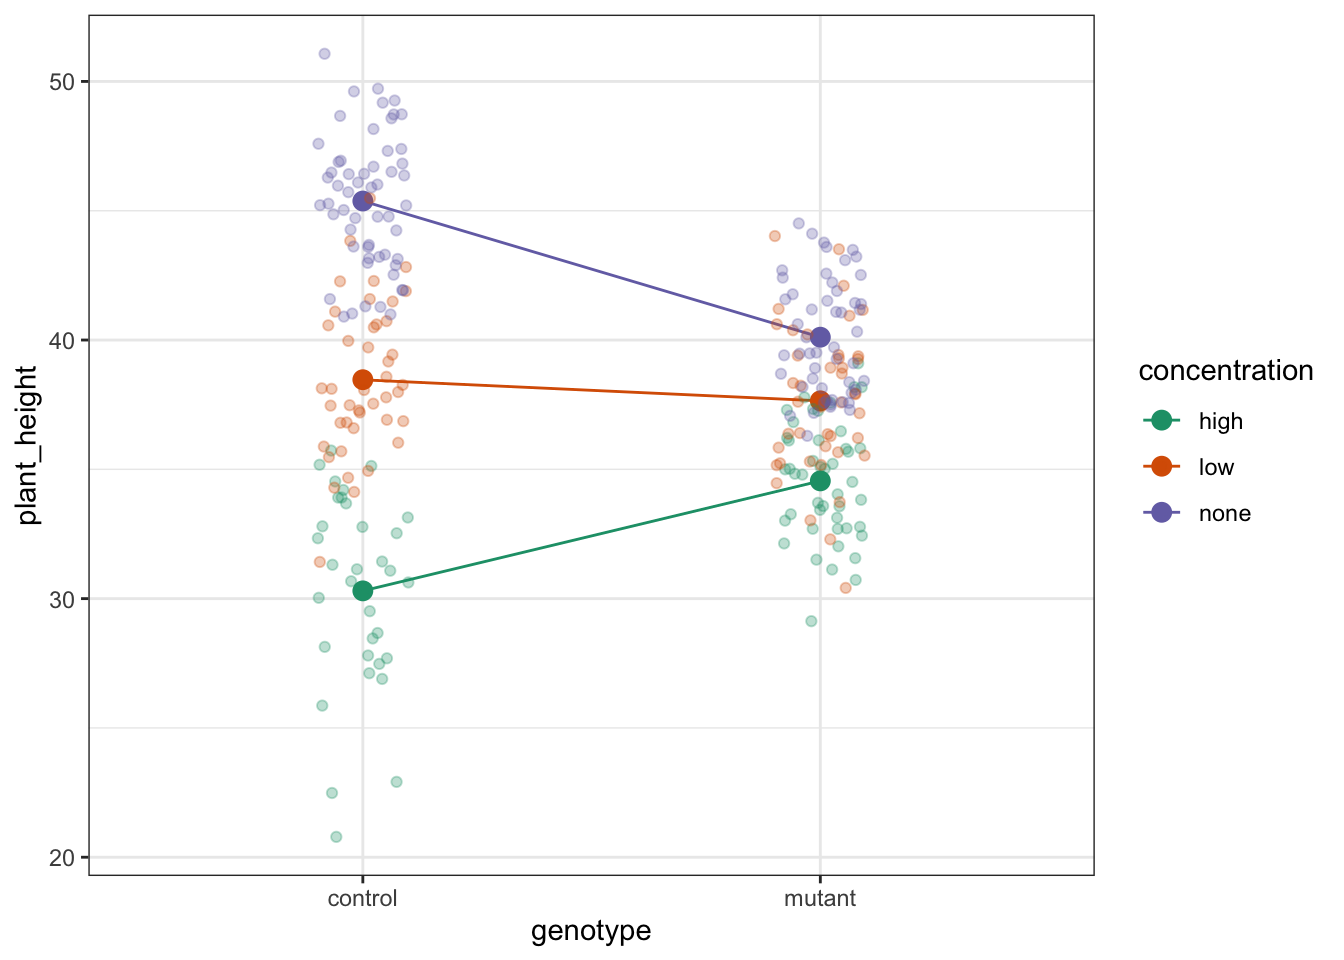 plant_height
50
40
30
20
control
mutant
genotype
concentration
high
low
none